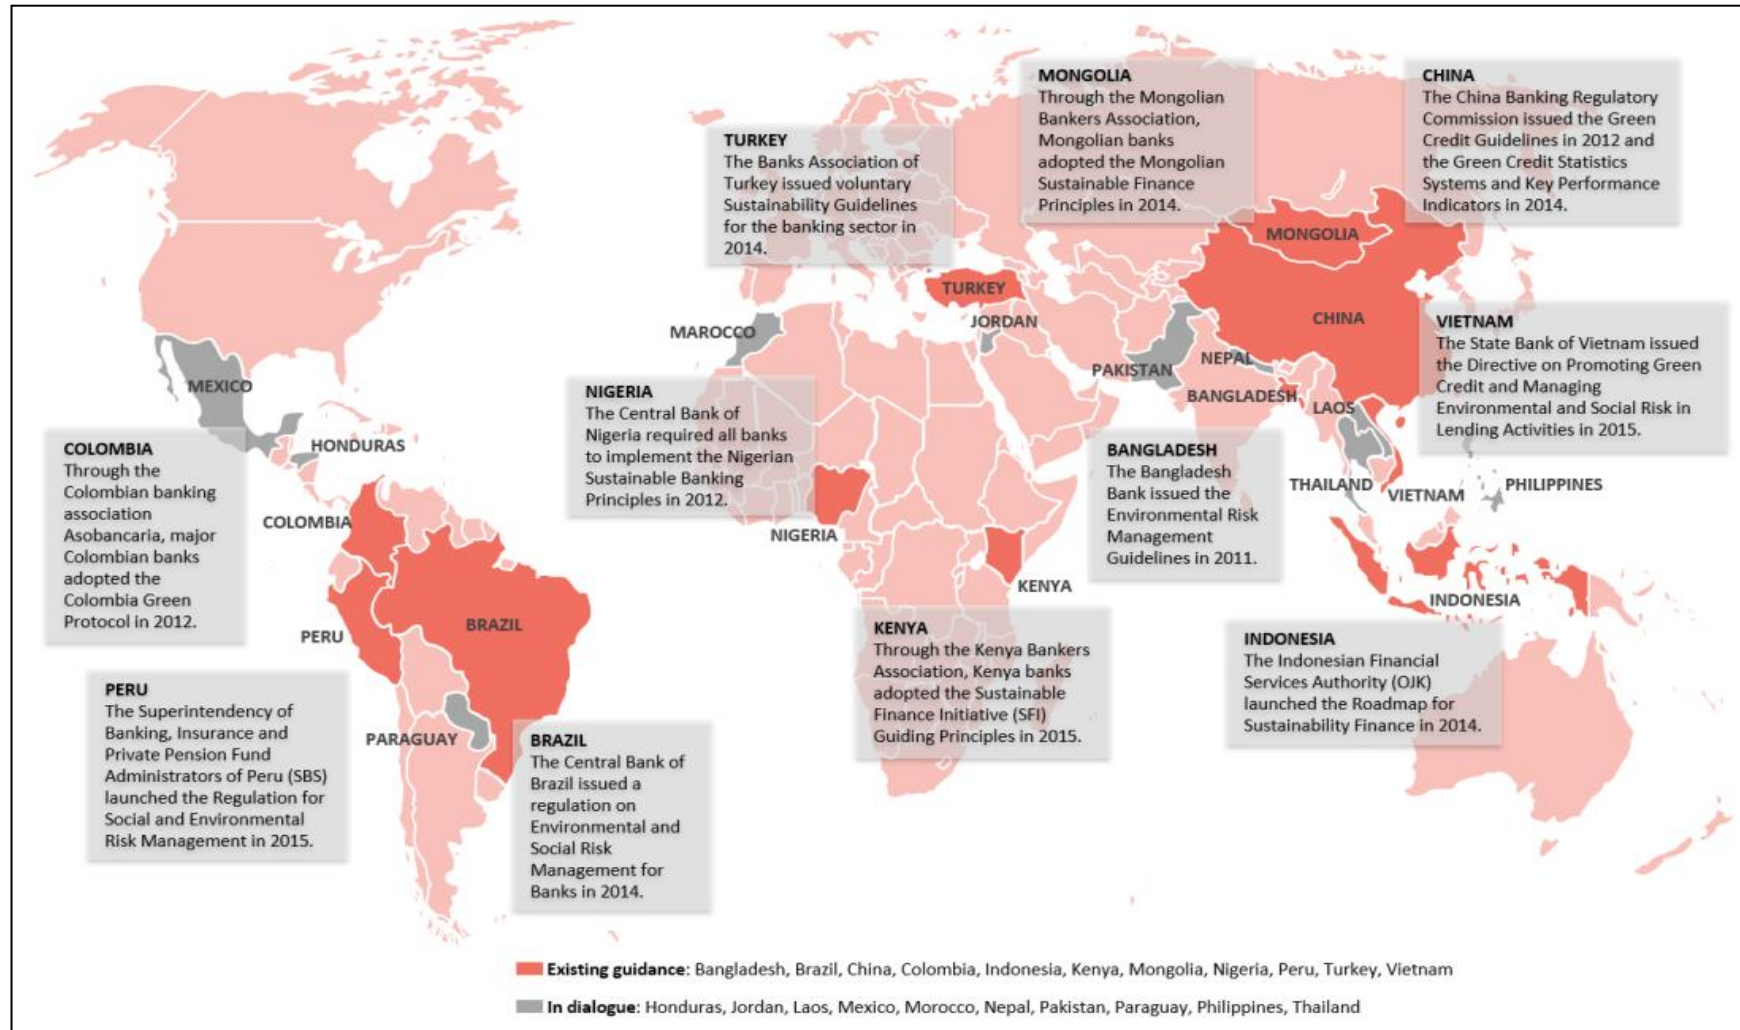 MONGOLIA
Through the Mongolian
Bankers Association,
Mongolian banks
adopted the Mongolian
Sustainable Finance
Principles in 2014.
CHINA
The China Banking Regulatory
Commission issued the Green
Credit Guidelines in 2012 and
the Green Credit Statistics
Systems and Key Performance
Indicators in 2014.
TURKEY
The Banks Association of
Turkey issued voluntary
Sustainability Guidelines
for the banking sector in
2014.
MONGOLIA
TURKEY
CHINA
JORDAN
MAROCCO
NEPAL
PAKISTAN
BANGLADESH
LAOS
MEXICO
HONDURAS
VIETNAM
The State Bank of Vietnam issued
the Directive on Promoting Green
Credit and Managing
Environmental and Social Risk in
Lending Activities in 2015.
NIGERIA
The Central Bank of
Nigeria required all banks
to implement the Nigerian
Sustainable Banking
Principles in 2012.
COLOMBIA
Through the
Colombian banking
association
Asobancaria, major
Colombian banks
adopted the
Colombia Green
Protocol in 2012.
BANGLADESH
The Bangladesh
Bank issued the
Environmental Risk
Management
Guidelines in 2011.
THAILAND
VIETNAM
PHILIPPINES
COLOMBIA
NIGERIA
KENYA
INDONESIA
PERU
BRAZIL
KENYA
Through the Kenya Bankers
Association, Kenya banks
adopted the Sustainable
Finance Initiative (SFI)
Guiding Principles in 2015.
INDONESIA
The Indonesian Financial
Services Authority (OJK)
launched the Roadmap for
Sustainability Finance in 2014.
PERU
The Superintendency of
Banking, Insurance and
Private Pension Fund
Administrators of Peru (SBS)
launched the Regulation for
Social and Environmental
Risk Management in 2015.
PARAGUAY
BRAZIL
The Central Bank of
Brazil issued a
regulation on
Environmental and
Social Risk
Management for
Banks in 2014.
Existing guidance: Bangladesh, Brazil, China, Colombia, Indonesia, Kenya, Mongolia, Nigeria, Peru, Turkey, Vietnam
In dialogue: Honduras, Jordan, Laos, Mexico, Morocco, Nepal, Pakistan, Paraguay, Philippines, Thailand